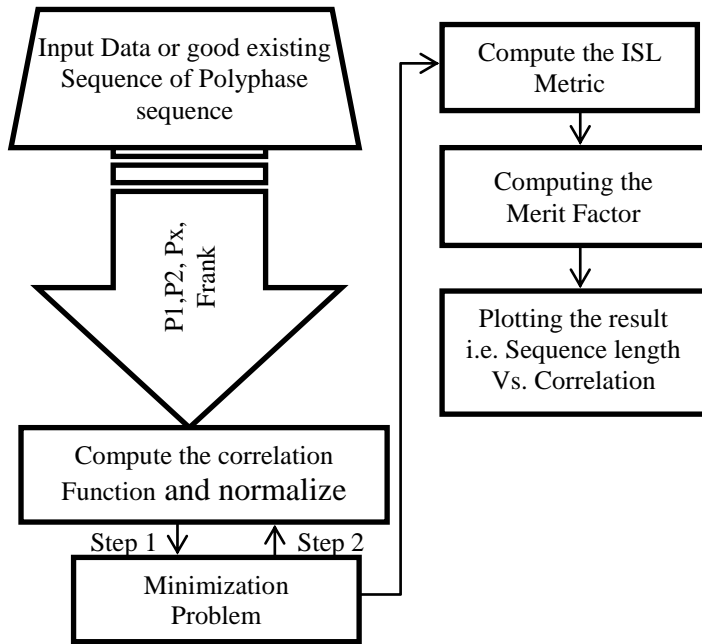 Input Data or good existing
Sequence of Polyphase
sequence
P1,P2, Px,
Frank
Compute the correlation
Function and normalize
Step 1
Step 2
Minimization
Problem
Compute the ISL
Metric
Computing the
Merit Factor
Plotting the result
i.e. Sequence length
Vs. Correlation